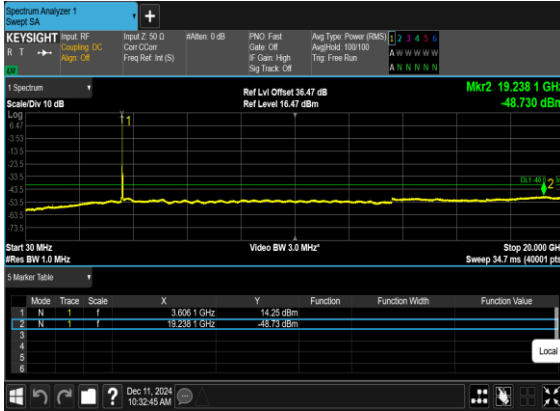 Spectrum Analyzer 1
Swept SA
+
KEYSIGHT
R T
Input: RF
Coupling: DC
Align: Off
Input Z: 50 Ω
Corr CCorr
Freq Ref: Int (S)
#Atten: 0 dB
PNO: Fast
Gate: Off
IF Gain: High
Sig Track: Off
Avg Type: Power (RMS)
Avg|Hold: 100/100
Trig: Free Run
1 2 3 4 5 6
A W W W W W
A N N N N N
1 Spectrum
Scale/Div 10 dB
Ref Lvl Offset 36.47 dB
Ref Level 16.47 dBm
Mkr2 19.238 1 GHz
-48.730 dBm
Log
6.47
-3.53
-13.5
-23.5
-33.5
-43.5
-53.5
-63.5
-73.5
1
DL1 -40.0
2
Start 30 MHz
#Res BW 1.0 MHz
Video BW 3.0 MHz*
Stop 20.000 GH
Sweep 34.7 ms (40001 pts
5 Marker Table
Mode Trace Scale X Y Function Function Width Function Value
1 N 1 f 3.606 1 GHz 14.25 dBm
2 N 1 f 19.238 1 GHz -48.73 dBm
3
4
5
6
Local
?
Dec 11, 2024
10:32:45 AM